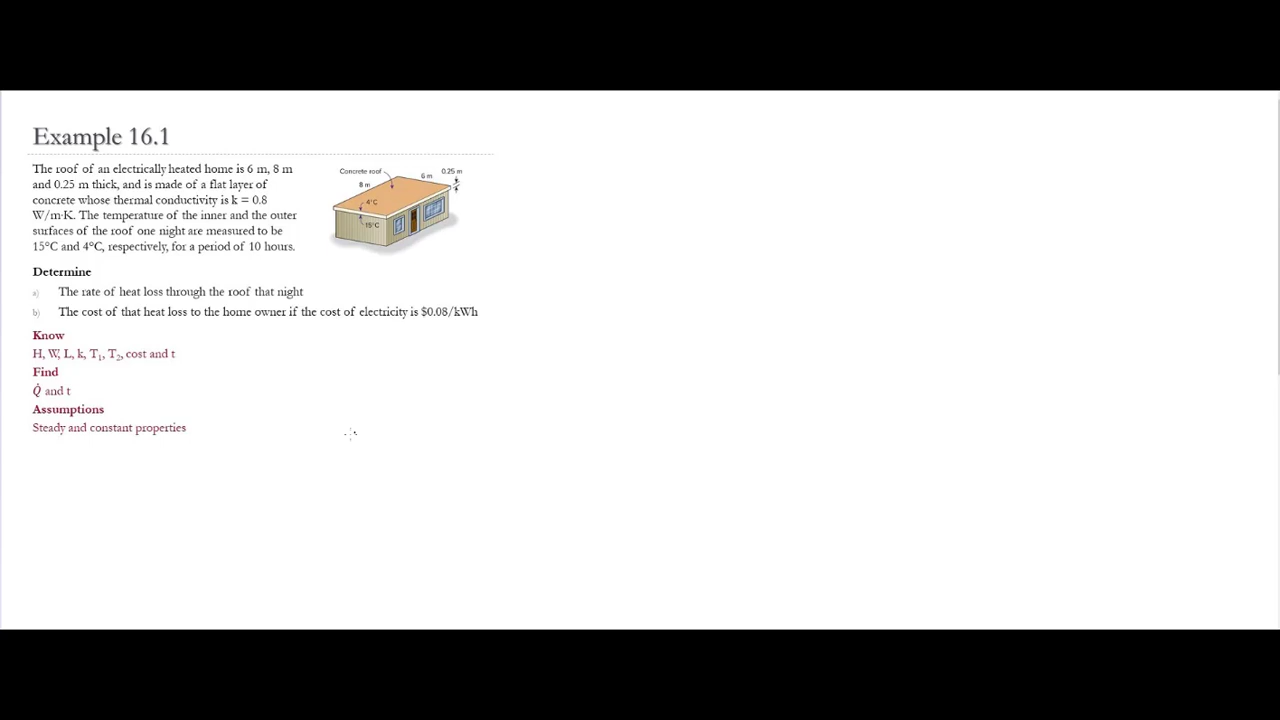 Example 16.1
The roof of an electrically heated home is 6 m, 8 m
and 0.25 m thick, and is made of a flat layer of
concrete whose thermal conductivity is k = 0.8
W/m·K. The temperature of the inner and the outer
surfaces of the roof one night are measured to be
15°C and 4°C, respectively, for a period of 10 hours.
Concrete roof
6 m
0.25 m
8 m
4°C
15°C
Determine
a) The rate of heat loss through the roof that night
b) The cost of that heat loss to the home owner if the cost of electricity is $0.08/kWh
Know
H, W, L, k, T₁, T₂, cost and t
Find
Q̇ and t
Assumptions
Steady and constant properties